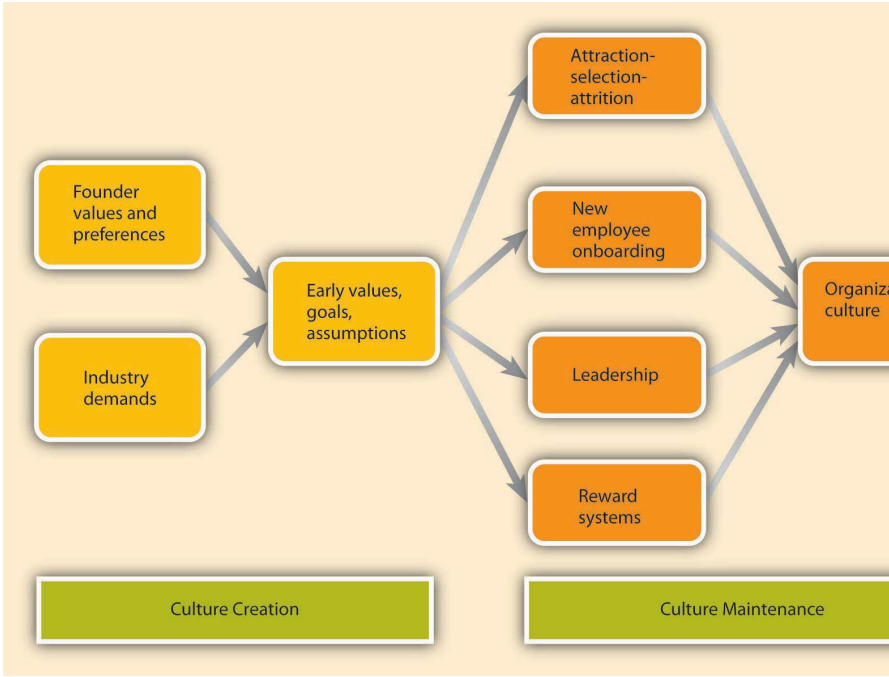 Attraction-
selection-
attrition
Founder
values and
preferences
New
employee
onboarding
Early values,
goals,
assumptions
Organiza
culture
Industry
demands
Leadership
Reward
systems
Culture Creation
Culture Maintenance